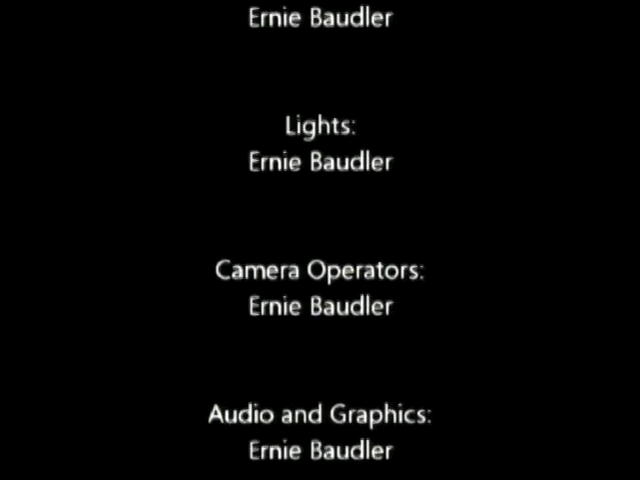 Ernie Baudler
Lights:
Ernie Baudler
Camera Operators:
Ernie Baudler
Audio and Graphics:
Ernie Baudler